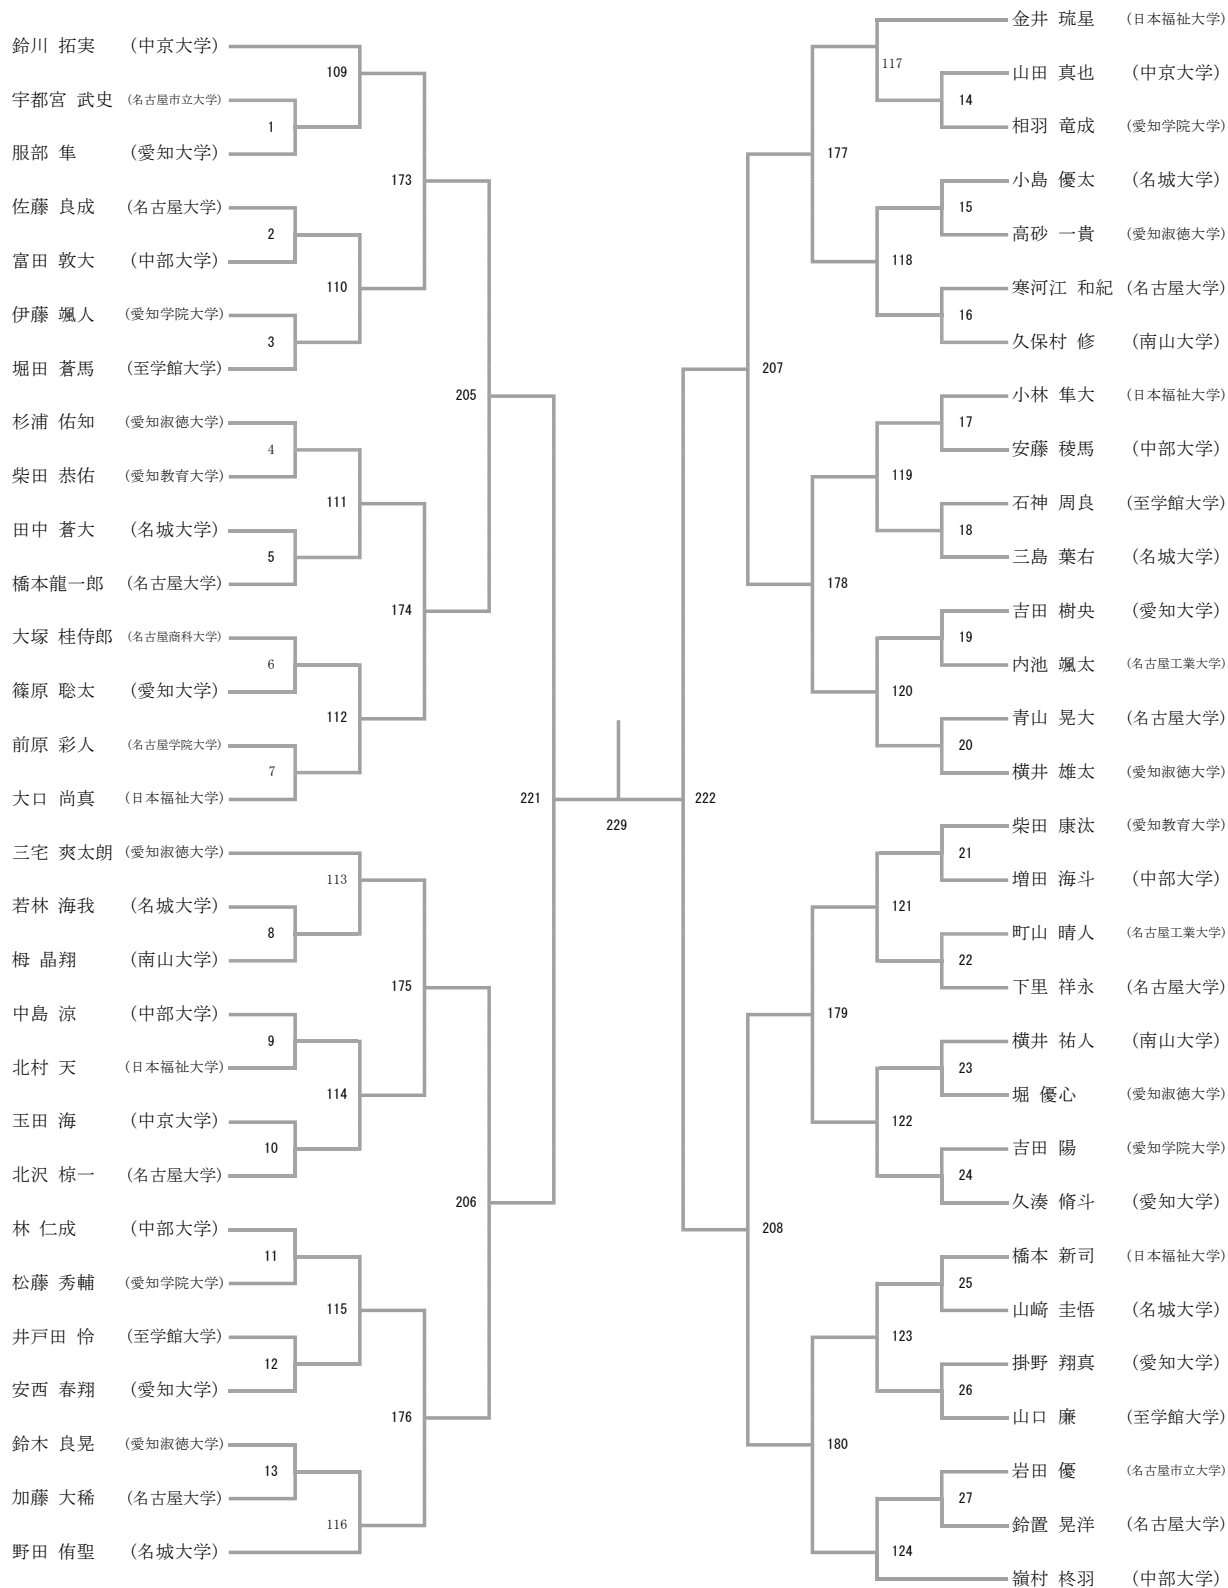 鈴川 拓実 (中京大学)
109
宇都宮 武史 (名古屋市立大学)
1
服部 隼 (愛知大学)
173
佐藤 良成 (名古屋大学)
2
富田 敦大 (中部大学)
110
伊藤 颯人 (愛知学院大学)
3
堀田 蒼馬 (至学館大学)
205
杉浦 佑知 (愛知淑徳大学)
4
柴田 恭佑 (愛知教育大学)
111
田中 蒼大 (名城大学)
5
橋本龍一郎 (名古屋大学)
174
大塚 桂侍郎 (名古屋商科大学)
6
篠原 聡太 (愛知大学)
112
前原 彩人 (名古屋学院大学)
7
大口 尚真 (日本福祉大学)
221
三宅 爽太朗 (愛知淑徳大学)
113
若林 海我 (名城大学)
8
栂 晶翔 (南山大学)
175
中島 涼 (中部大学)
9
北村 天 (日本福祉大学)
114
玉田 海 (中京大学)
10
北沢 椋一 (名古屋大学)
206
林 仁成 (中部大学)
11
松藤 秀輔 (愛知学院大学)
115
井戸田 怜 (至学館大学)
12
安西 春翔 (愛知大学)
176
鈴木 良晃 (愛知淑徳大学)
13
加藤 大稀 (名古屋大学)
116
野田 侑聖 (名城大学)
229
金井 琉星 (日本福祉大学)
117
山田 真也 (中京大学)
14
相羽 竜成 (愛知学院大学)
177
小島 優太 (名城大学)
15
高砂 一貴 (愛知淑徳大学)
118
寒河江 和紀 (名古屋大学)
16
久保村 修 (南山大学)
207
小林 隼大 (日本福祉大学)
17
安藤 稜馬 (中部大学)
119
石神 周良 (至学館大学)
18
三島 葉右 (名城大学)
178
吉田 樹央 (愛知大学)
19
内池 颯太 (名古屋工業大学)
120
青山 晃大 (名古屋大学)
20
横井 雄太 (愛知淑徳大学)
222
柴田 康汰 (愛知教育大学)
21
増田 海斗 (中部大学)
121
町山 晴人 (名古屋工業大学)
22
下里 祥永 (名古屋大学)
179
横井 祐人 (南山大学)
23
堀 優心 (愛知淑徳大学)
122
吉田 陽 (愛知学院大学)
24
久湊 脩斗 (愛知大学)
208
橋本 新司 (日本福祉大学)
25
山﨑 圭悟 (名城大学)
123
掛野 翔真 (愛知大学)
26
山口 廉 (至学館大学)
180
岩田 優 (名古屋市立大学)
27
鈴置 晃洋 (名古屋大学)
124
嶺村 柊羽 (中部大学)